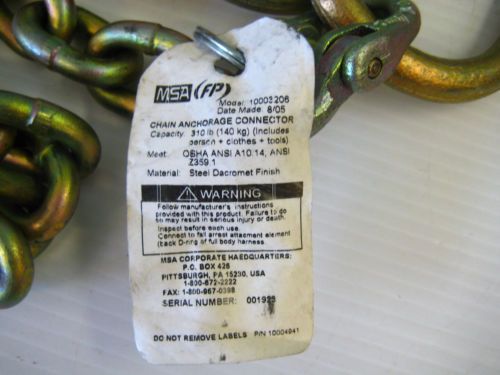 MSA (FP)
Model: 10003206
Date Made: 8/05
CHAIN ANCHORAGE CONNECTOR
Capacity: 310 lb (140 kg) (Includes
person + clothes + tools)
Meet: OSHA ANSI A10.14, ANSI
Z359.1
Material: Steel Dacromet Finish
WARNING
Follow manufacturer's instructions
provided with this product. Failure to do
so may result in serious injury or death.
Inspect before each use.
Connect to fall arrest attachment element
(back D-ring of full body harness.
MSA CORPORATE HAEDQUARTERS:
P.O. BOX 426
PITTSBURGH, PA 15230, USA
1-800-672-2222
FAX: 1-800-967-0398
SERIAL NUMBER: 001925
DO NOT REMOVE LABELS P/N 10004941